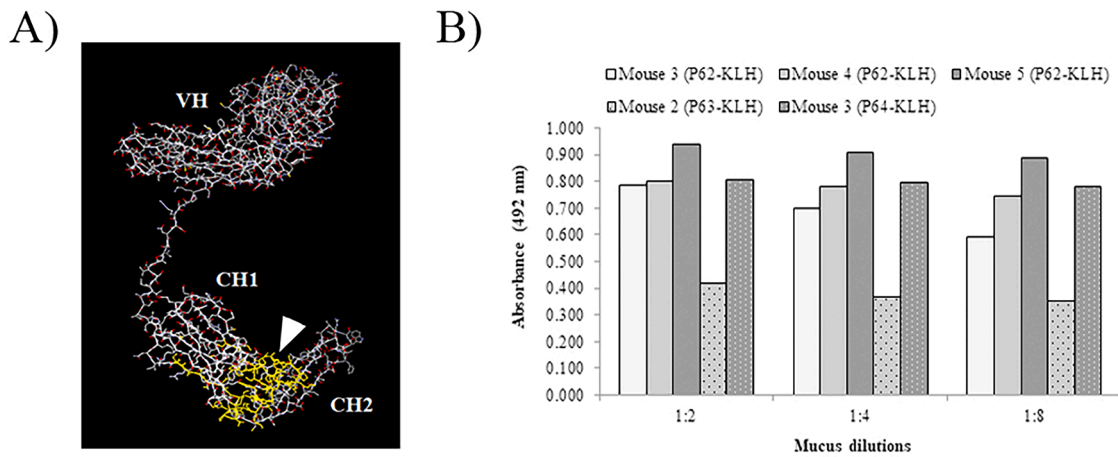 A)
VH
CH1
CH2
B)
Mouse 3 (P62-KLH) Mouse 4 (P62-KLH) Mouse 5 (P62-KLH)
Mouse 2 (P63-KLH) Mouse 3 (P64-KLH)
1.000
0.900
0.800
0.700
0.600
0.500
0.400
0.300
0.200
0.100
0.000
Absorbance (492 nm)
1:2 1:4 1:8
Mucus dilutions